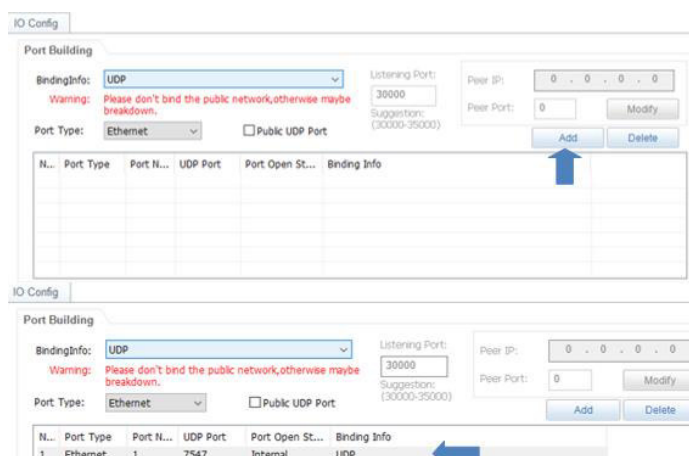 IO Config
Port Building
BindingInfo: UDP Listening Port: Peer IP: 0 . 0 . 0 . 0
Warning: Please don't bind the public network,otherwise maybe breakdown. 30000
Suggestion: (30000-35000) Peer Port: 0 Modify
Port Type: Ethernet Public UDP Port Add Delete
N... Port Type Port N... UDP Port Port Open St... Binding Info
IO Config
Port Building
BindingInfo: UDP Listening Port: Peer IP: 0 . 0 . 0 . 0
Warning: Please don't bind the public network,otherwise maybe breakdown. 30000
Suggestion: (30000-35000) Peer Port: 0 Modify
Port Type: Ethernet Public UDP Port Add Delete
N... Port Type Port N... UDP Port Port Open St... Binding Info
1 Ethernet 1 7547 Internal UDP